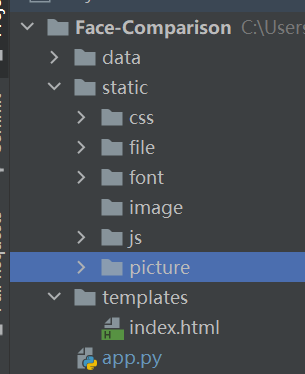 Face-Comparison C:\Users
data
static
css
file
font
image
js
picture
templates
index.html
app.py